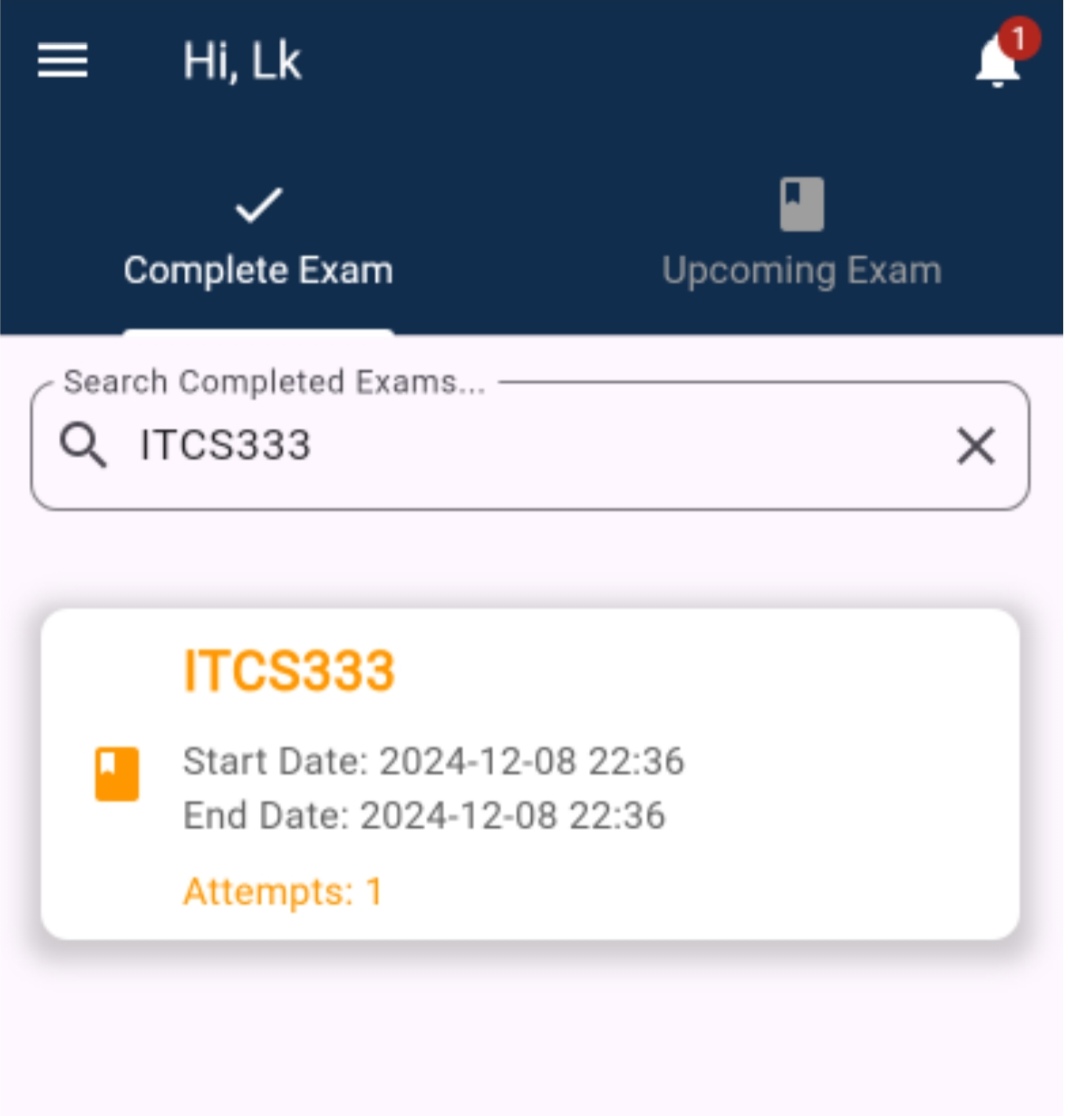 Hi, Lk
1
Complete Exam
Upcoming Exam
Search Completed Exams...
ITCS333
ITCS333
Start Date: 2024-12-08 22:36
End Date: 2024-12-08 22:36
Attempts: 1